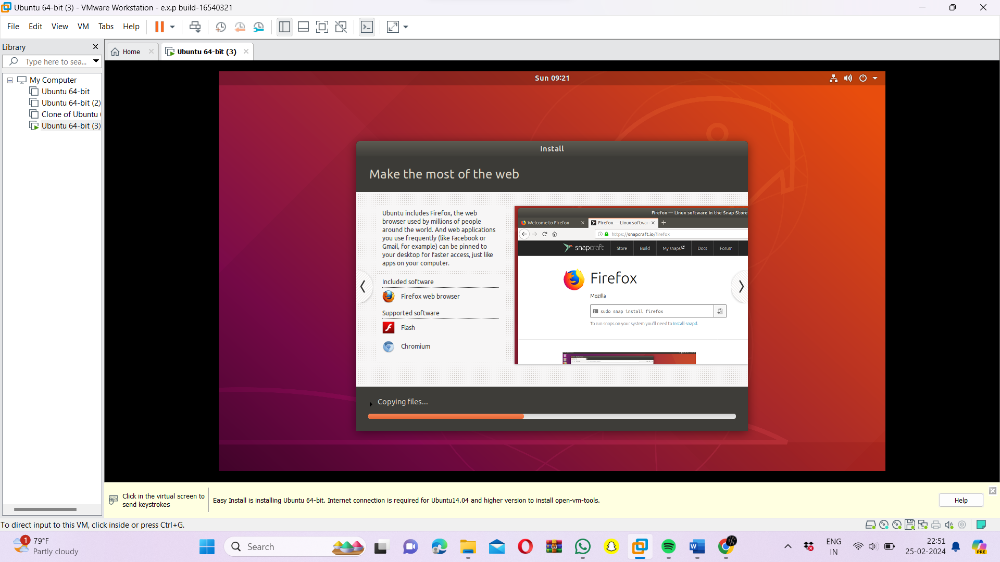 Ubuntu 64-bit (3) - VMware Workstation - e.x.p build-16540321
File Edit View VM Tabs Help
Library
Type here to sea...
My Computer
Ubuntu 64-bit
Ubuntu 64-bit (2)
Clone of Ubuntu
Ubuntu 64-bit (3)
Home
Ubuntu 64-bit (3)
Sun 09:21
Install
Make the most of the web
Ubuntu includes Firefox, the web
browser used by millions of people
around the world. And web applications
you use frequently (like Facebook or
Gmail, for example) can be pinned to
your desktop for faster access, just like
apps on your computer.
Included software
Firefox web browser
Supported software
Flash
Chromium
Firefox — Linux software in the Snap Store
Welcome to Firefox
Firefox — Linux softwar
https://snapcraft.io/firefox
snapcraft Store Build My snaps Docs Forum
Firefox
Mozilla
sudo snap install firefox
To run snaps on your system you'll need to install snapd.
Copying files...
Click in the virtual screen to
send keystrokes
Easy Install is installing Ubuntu 64-bit. Internet connection is required for Ubuntu14.04 and higher version to install open-vm-tools.
Help
To direct input to this VM, click inside or press Ctrl+G.
1
79°F
Partly cloudy
Search
ENG
IN
22:51
25-02-2024
PRE